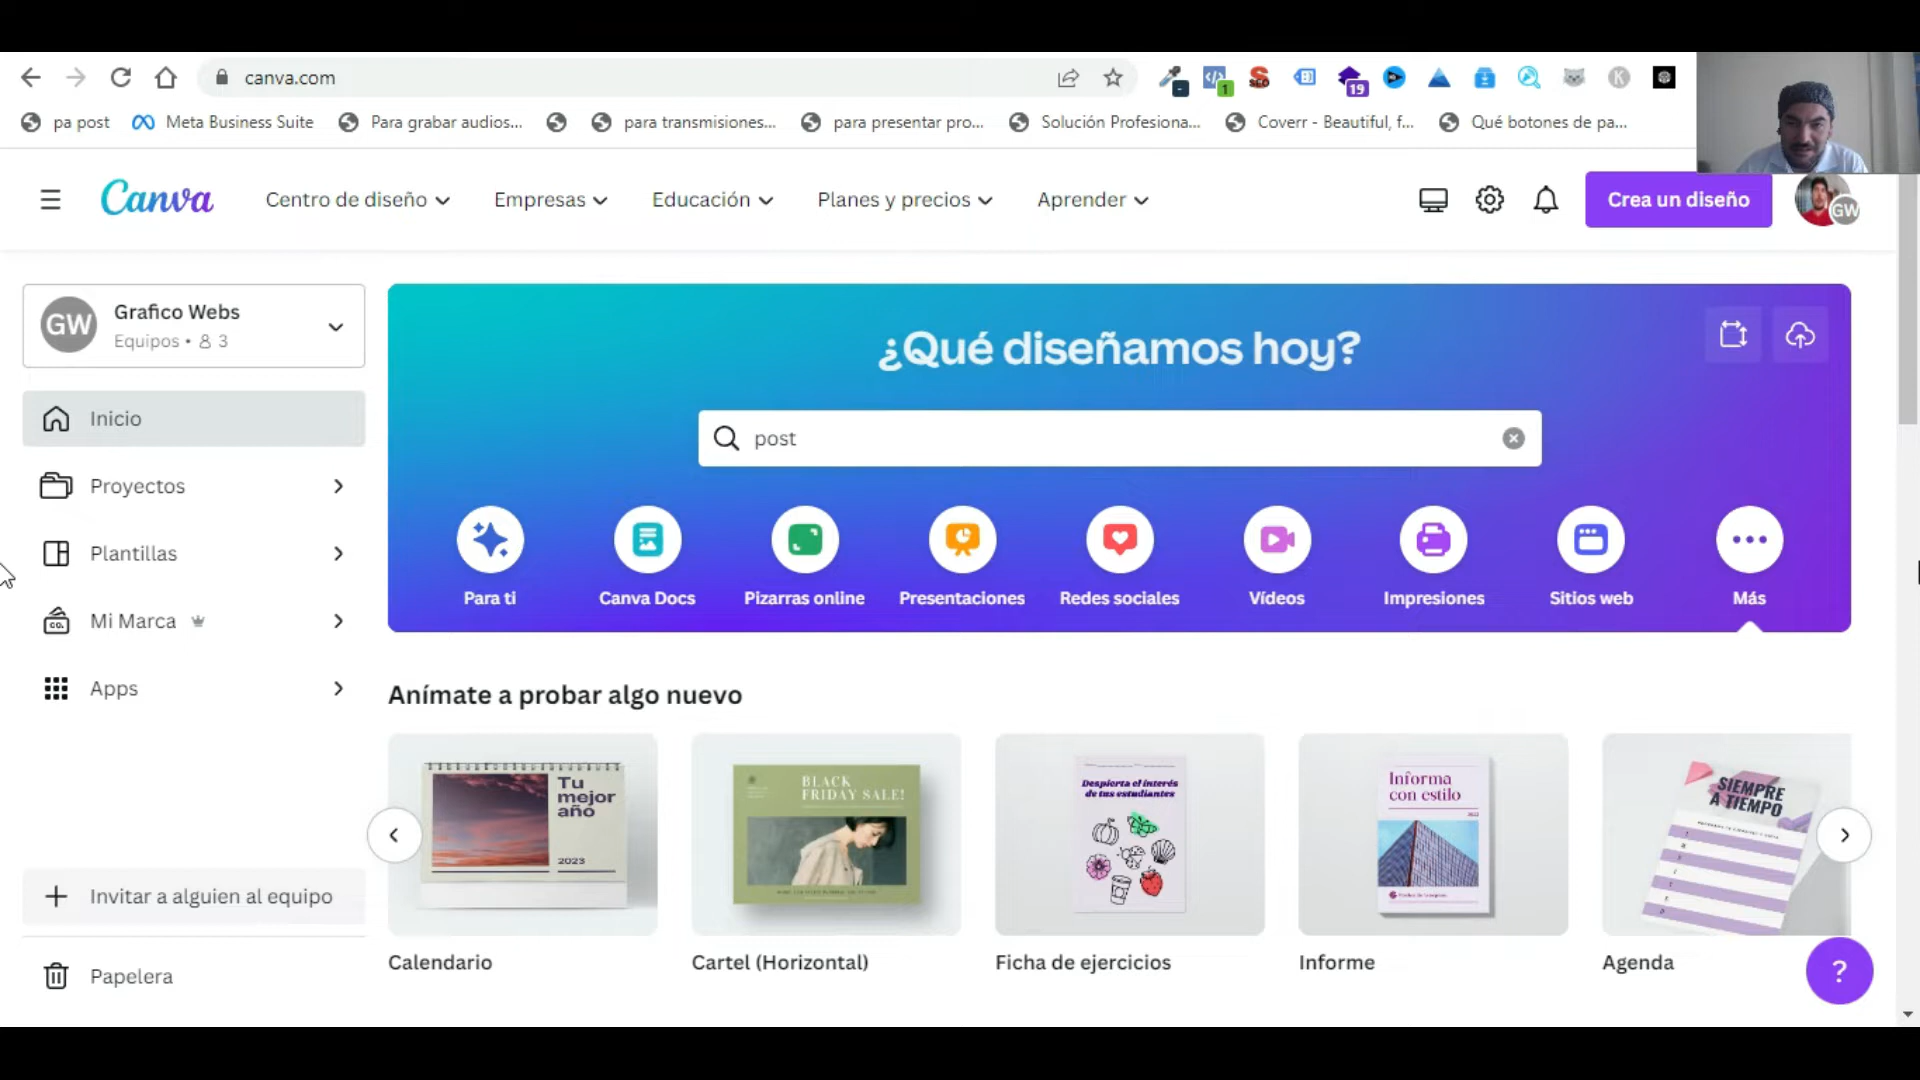 canva.com
1
19
K
pa post
Meta Business Suite
Para grabar audios...
para transmisiones...
para presentar pro...
Solución Profesiona...
Coverr - Beautiful, f...
Qué botones de pa...
Canva
Centro de diseño
Empresas
Educación
Planes y precios
Aprender
Crea un diseño
GW
GW
Grafico Webs
Equipos • 3
Inicio
Proyectos
Plantillas
CO.
Mi Marca
Apps
Invitar a alguien al equipo
Papelera
¿Qué diseñamos hoy?
post
Para ti
Canva Docs
Pizarras online
Presentaciones
Redes sociales
Vídeos
Impresiones
Sitios web
Más
Anímate a probar algo nuevo
Tu
mejor
año
2023
BLACK
FRIDAY SALE!
Despierta el interés
de tus estudiantes
Informa
con estilo
SIEMPRE
A TIEMPO
Calendario
Cartel (Horizontal)
Ficha de ejercicios
Informe
Agenda
?